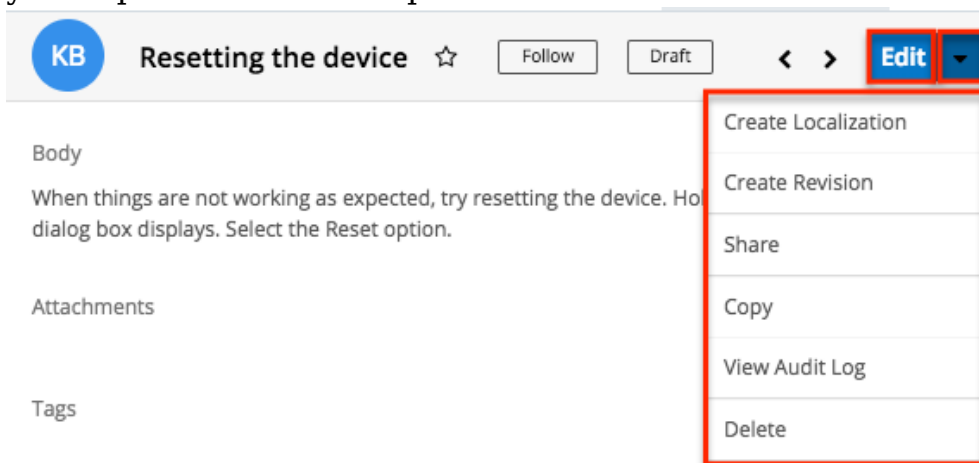 KB Resetting the device Follow Draft Edit
Create Localization
Body
Create Revision
When things are not working as expected, try resetting the device.
dialog box displays. Select the Reset option.
Share
Attachments
Copy
View Audit Log
Tags
Delete